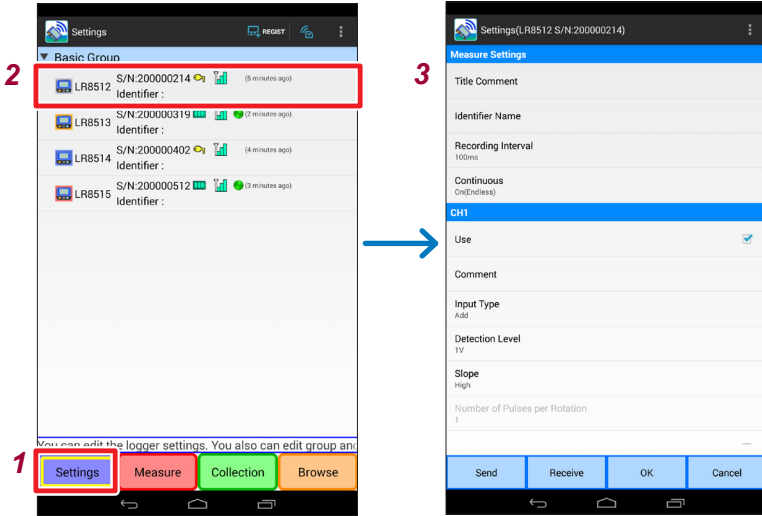 Settings
REGIST
Basic Group
2
LR8512
S/N:200000214
(5 minutes ago)
Identifier :
LR8513
S/N:200000319
(2 minutes ago)
Identifier :
LR8514
S/N:200000402
(4 minutes ago)
Identifier :
LR8515
S/N:200000512
(3 minutes ago)
Identifier :
You can edit the logger settings. You also can edit group and
1
Settings
Measure
Collection
Browse
3
Settings(LR8512 S/N:200000214)
Measure Settings
Title Comment
Identifier Name
Recording Interval
100ms
Continuous
On(Endless)
CH1
Use
Comment
Input Type
Add
Detection Level
1V
Slope
High
Number of Pulses per Rotation
1
Send
Receive
OK
Cancel